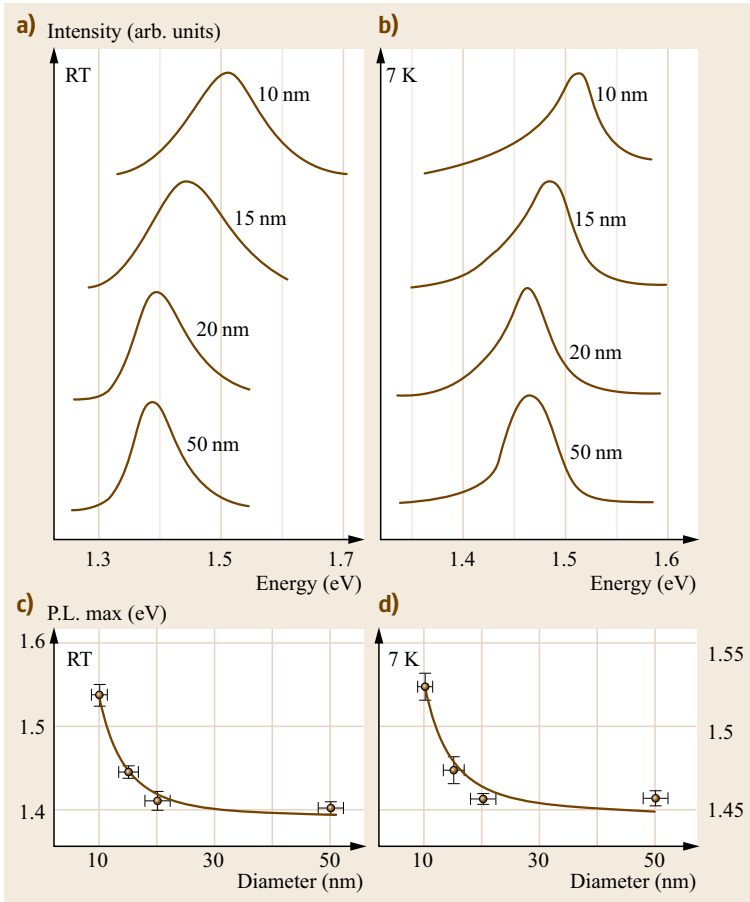 a) Intensity (arb. units)
RT
10 nm
15 nm
20 nm
50 nm
1.3 1.5 1.7
Energy (eV)
b)
7 K
10 nm
15 nm
20 nm
50 nm
1.4 1.5 1.6
Energy (eV)
c) P.L. max (eV)
1.6
RT
1.5
1.4
10 30 50
Diameter (nm)
d)
7 K
1.55
1.5
1.45
10 30 50
Diameter (nm)